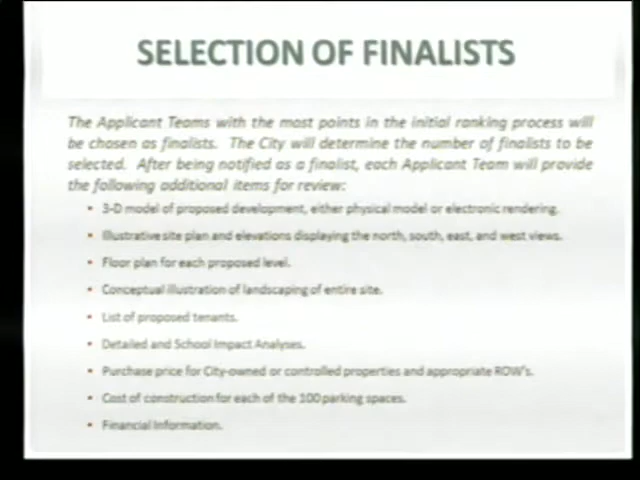 SELECTION OF FINALISTS
The Applicant Teams with the most points in the initial ranking process will
be chosen as finalists. The City will determine the number of finalists to be
selected. After being notified as a finalist, each Applicant Team will provide
the following additional items for review:
• 3-D model of proposed development, either physical model or electronic rendering.
• Illustrative site plan and elevations displaying the north, south, east, and west views.
• Floor plan for each proposed level.
• Conceptual illustration of landscaping of entire site.
• List of proposed tenants.
• Detailed and School Impact Analyses.
• Purchase price for City-owned or controlled properties and appropriate ROW's.
• Cost of construction for each of the 100 parking spaces.
• Financial Information.